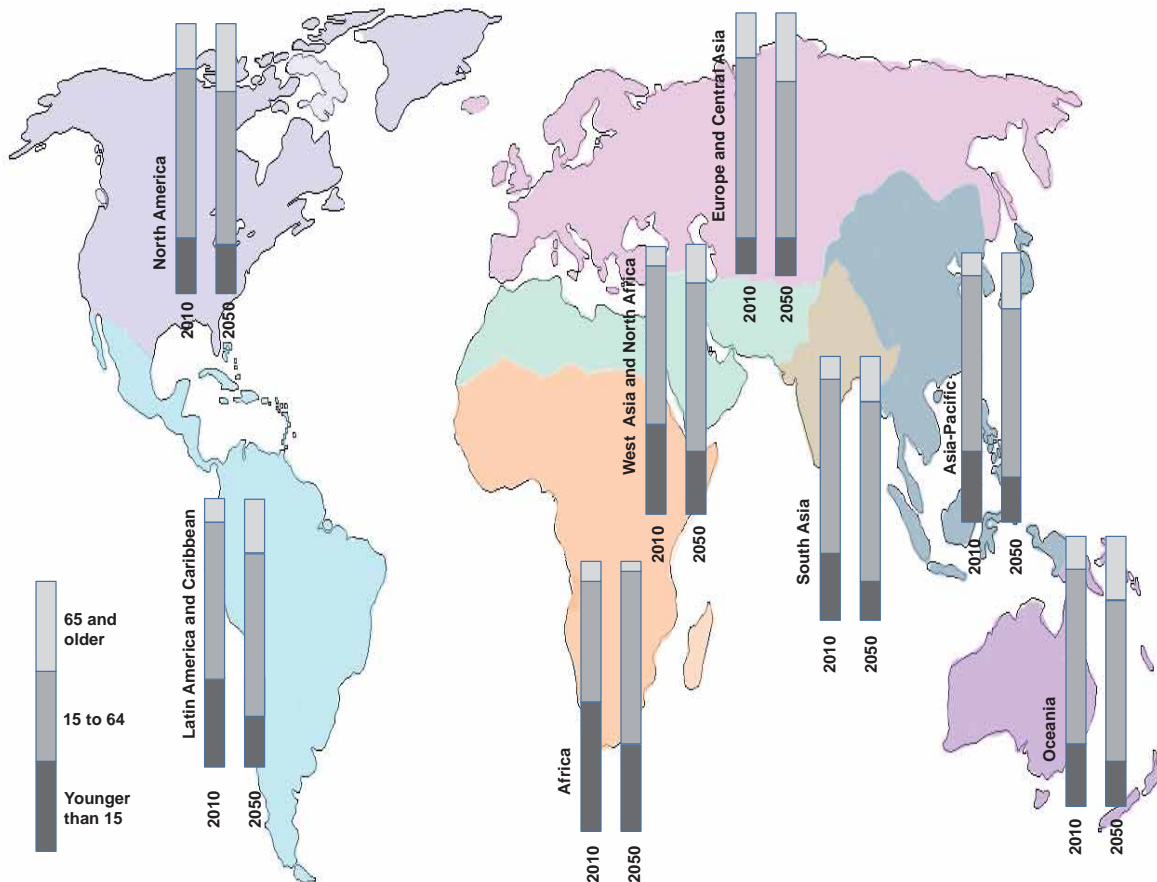 North America
2010
2050
Europe and Central Asia
2010
2050
West Asia and North Africa
2010
2050
Asia-Pacific
2010
2050
South Asia
2010
2050
Latin America and Caribbean
2010
2050
Africa
2010
2050
Oceania
2010
2050
65 and
older
15 to 64
Younger
than 15